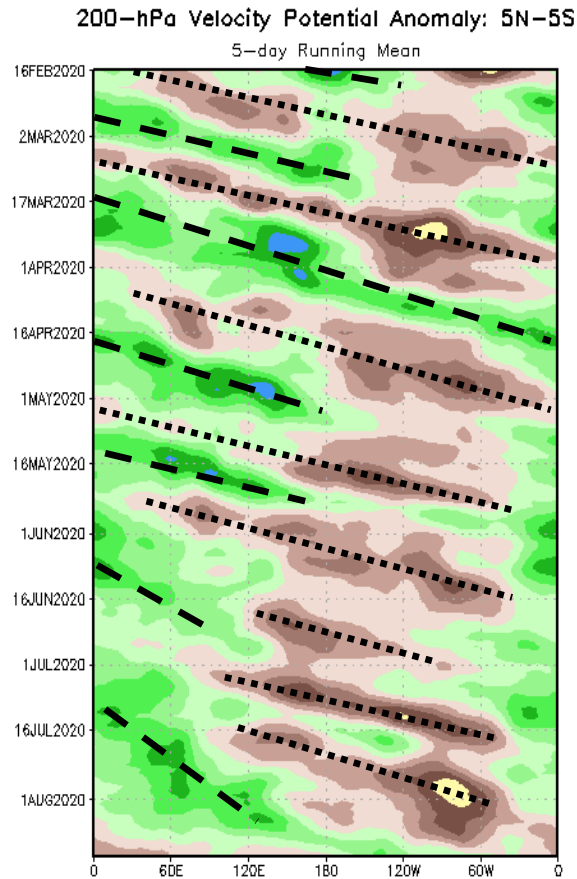 200-hPa Velocity Potential Anomaly: 5N-5S
5-day Running Mean
16FEB2020
2MAR2020
17MAR2020
1APR2020
16APR2020
1MAY2020
16MAY2020
1JUN2020
16JUN2020
1JUL2020
16JUL2020
1AUG2020
0 60E 120E 180 120W 60W 0